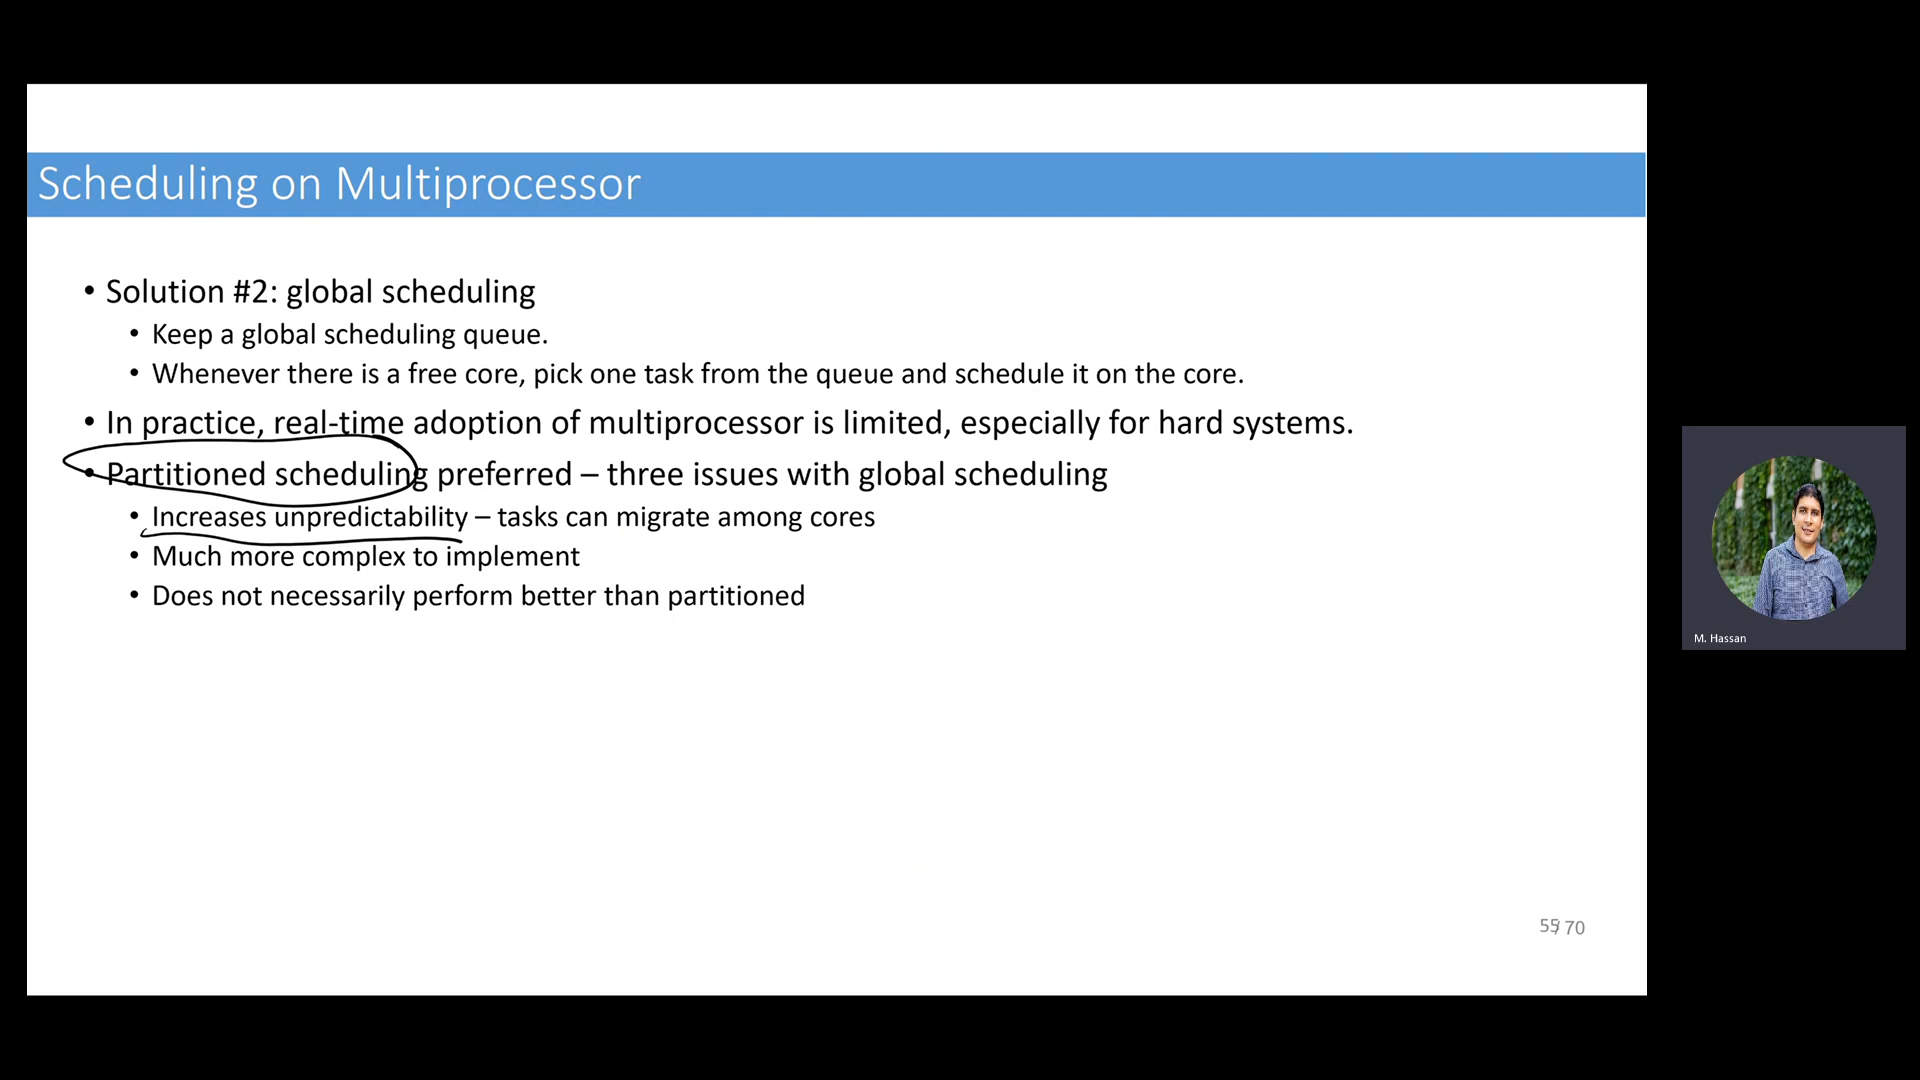 Scheduling on Multiprocessor
• Solution #2: global scheduling
• Keep a global scheduling queue.
• Whenever there is a free core, pick one task from the queue and schedule it on the core.
• In practice, real-time adoption of multiprocessor is limited, especially for hard systems.
• Partitioned scheduling preferred – three issues with global scheduling
• Increases unpredictability – tasks can migrate among cores
• Much more complex to implement
• Does not necessarily perform better than partitioned
M. Hassan
55/ 70